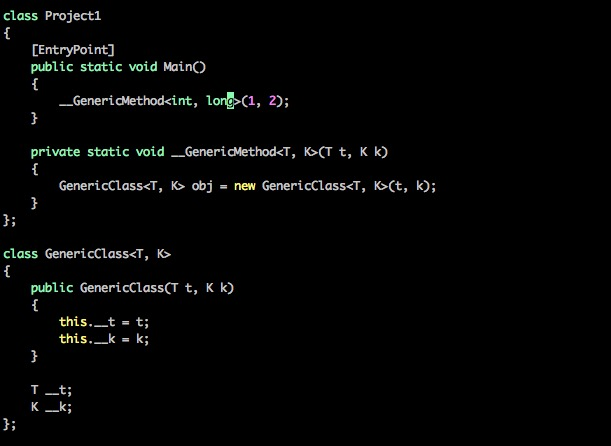 class Project1
{
    [EntryPoint]
    public static void Main()
    {
        __GenericMethod<int, long>(1, 2);
    }

    private static void __GenericMethod<T, K>(T t, K k)
    {
        GenericClass<T, K> obj = new GenericClass<T, K>(t, k);
    }
};

class GenericClass<T, K>
{
    public GenericClass(T t, K k)
    {
        this.__t = t;
        this.__k = k;
    }

    T __t;
    K __k;
};